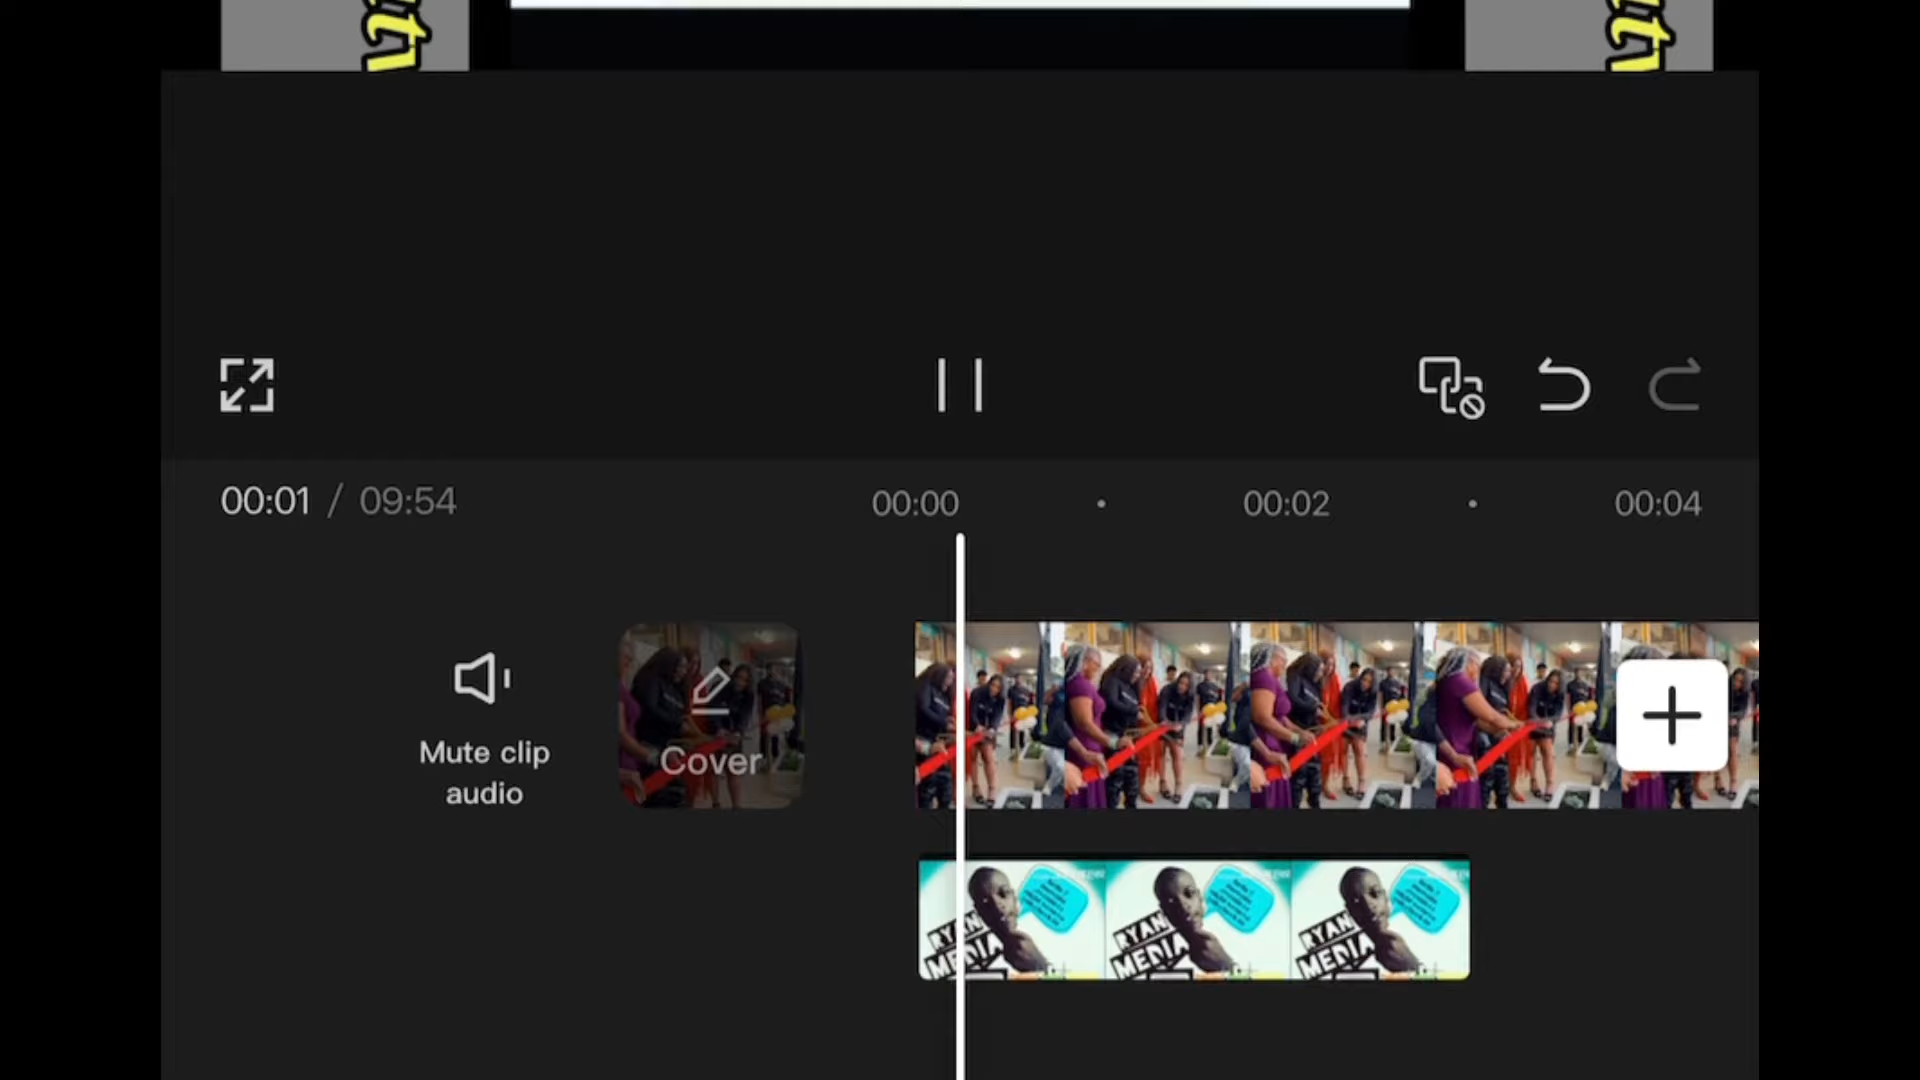 00:01 / 09:54
00:00
00:02
00:04
Mute clip
audio
Cover
RYAN
MEDIA
RYAN
MEDIA
RYAN
MEDIA